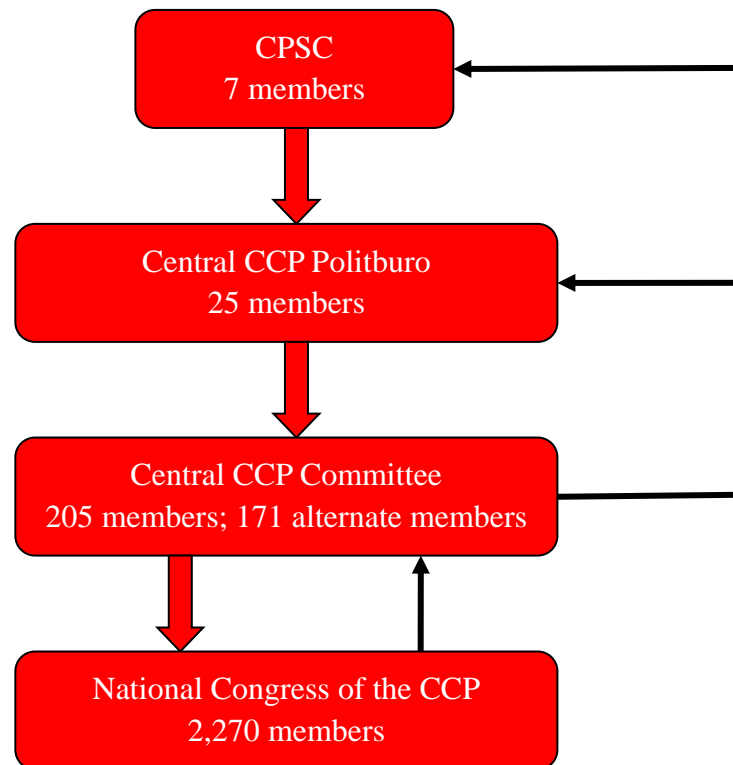 CPSC
7 members
Central CCP Politburo
25 members
Central CCP Committee
205 members; 171 alternate members
National Congress of the CCP
2,270 members